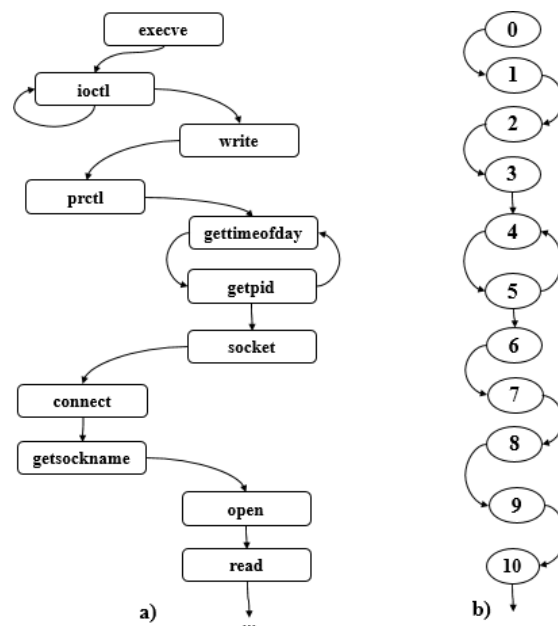 execve
ioctl
write
prctl
gettimeofday
getpid
socket
connect
getsockname
open
read
...
a)
0
1
2
3
4
5
6
7
8
9
10
b)